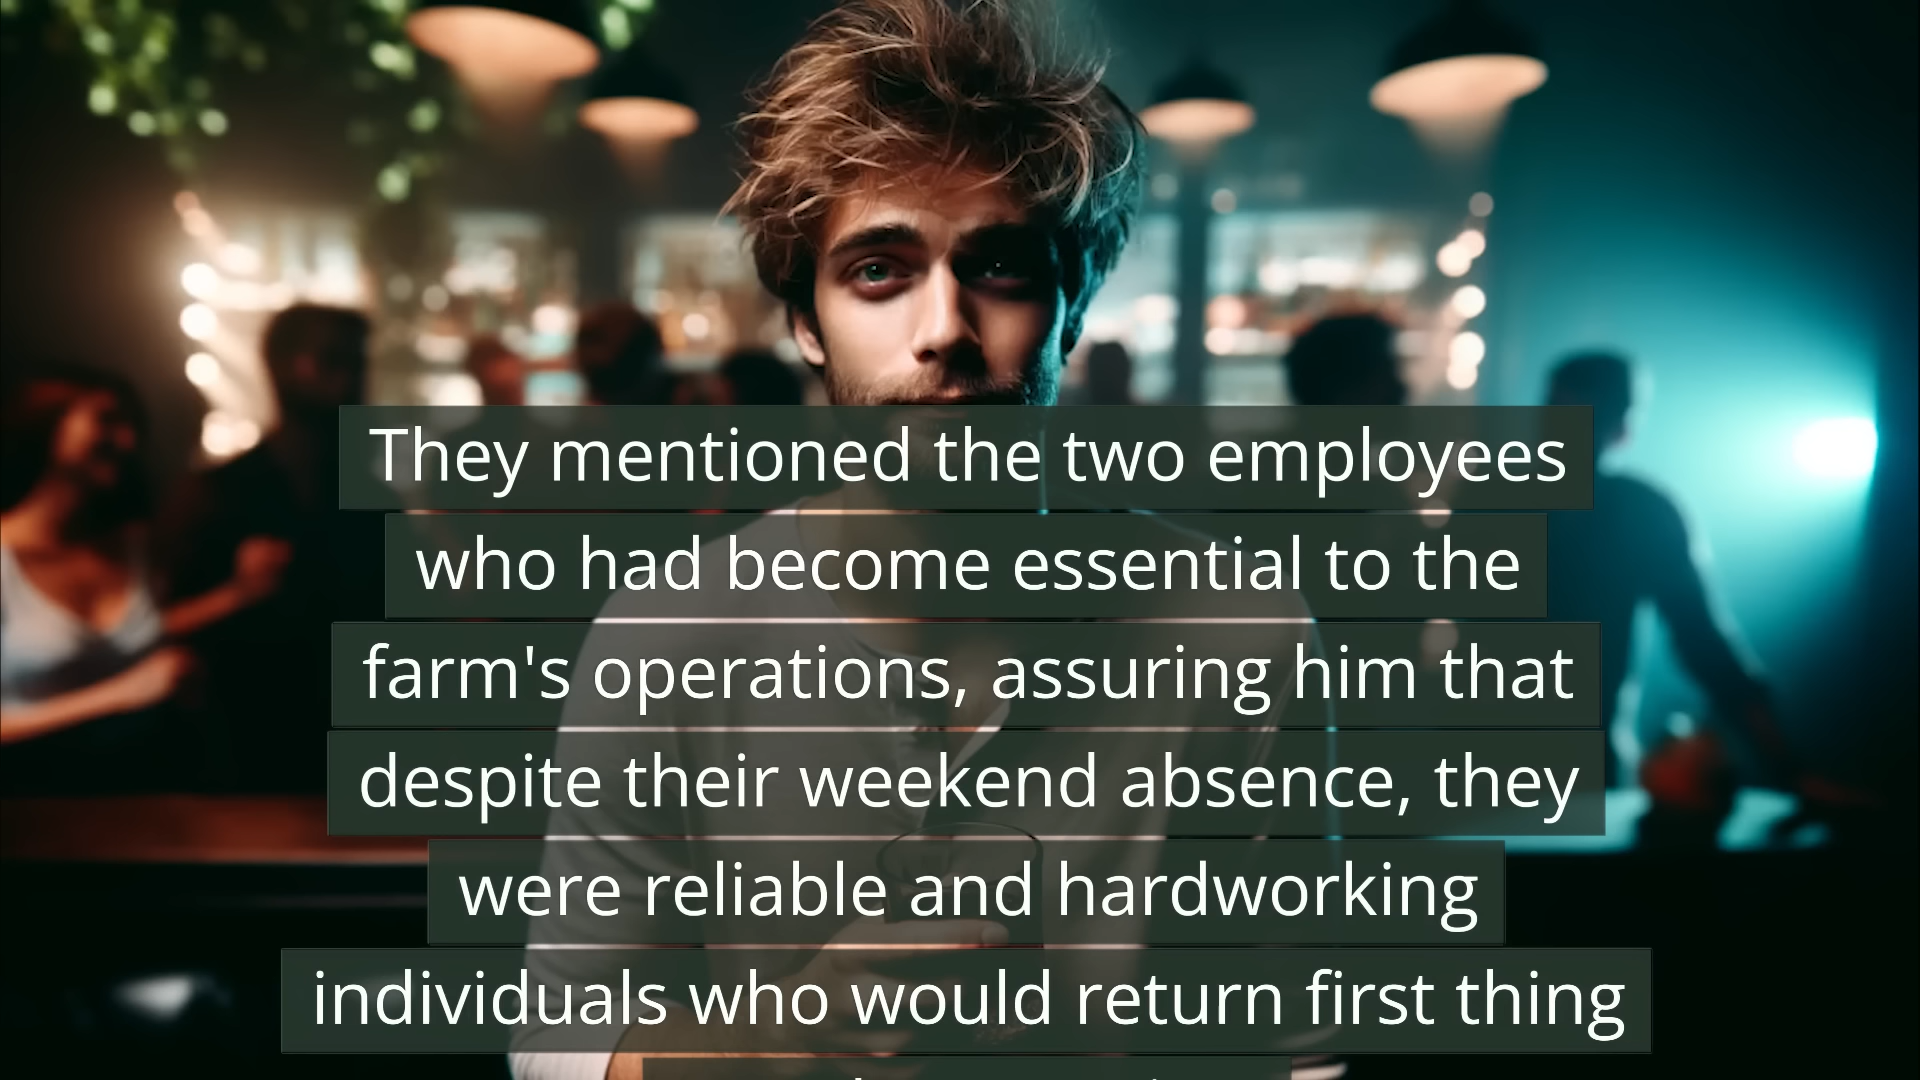 They mentioned the two employees
who had become essential to the
farm's operations, assuring him that
despite their weekend absence, they
were reliable and hardworking
individuals who would return first thing